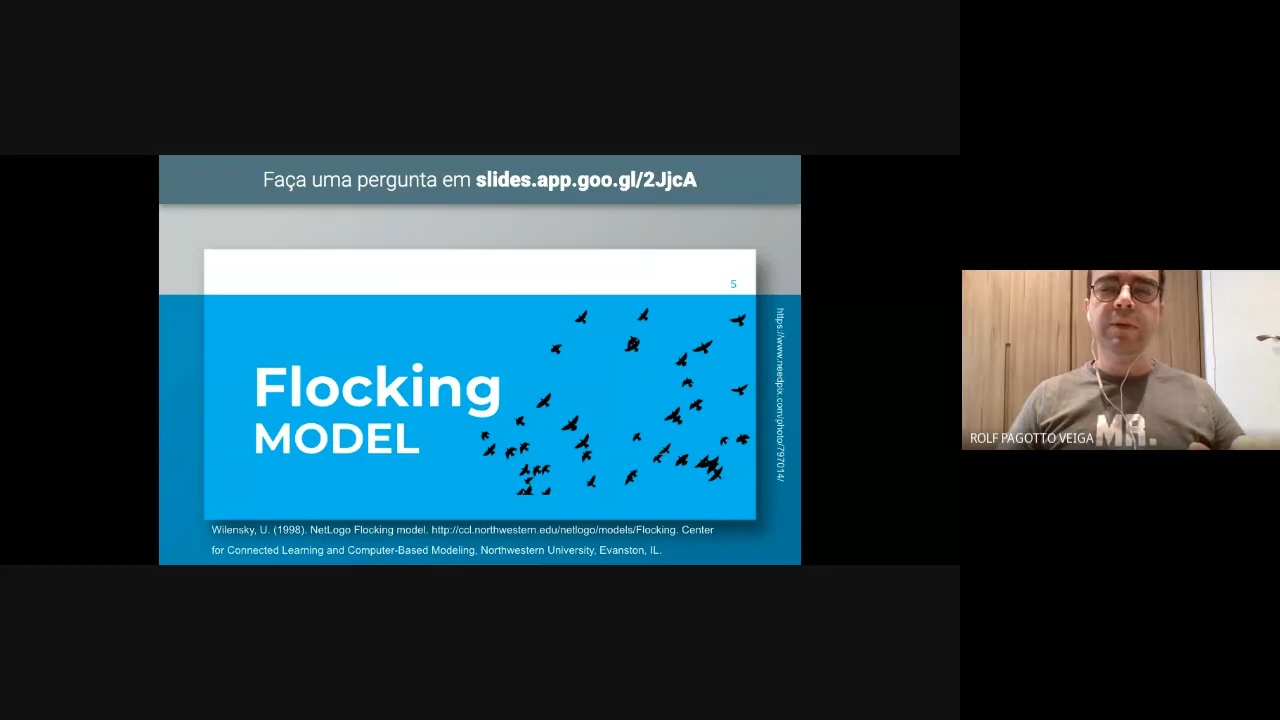 Faça uma pergunta em slides.app.goo.gl/2JjcA
5
Flocking
MODEL
https://www.needpix.com/photo/797014/
Wilensky, U. (1998). NetLogo Flocking model. http://ccl.northwestern.edu/netlogo/models/Flocking. Center
for Connected Learning and Computer-Based Modeling, Northwestern University, Evanston, IL.
MR.
ROLF PAGOTTO VEIGA